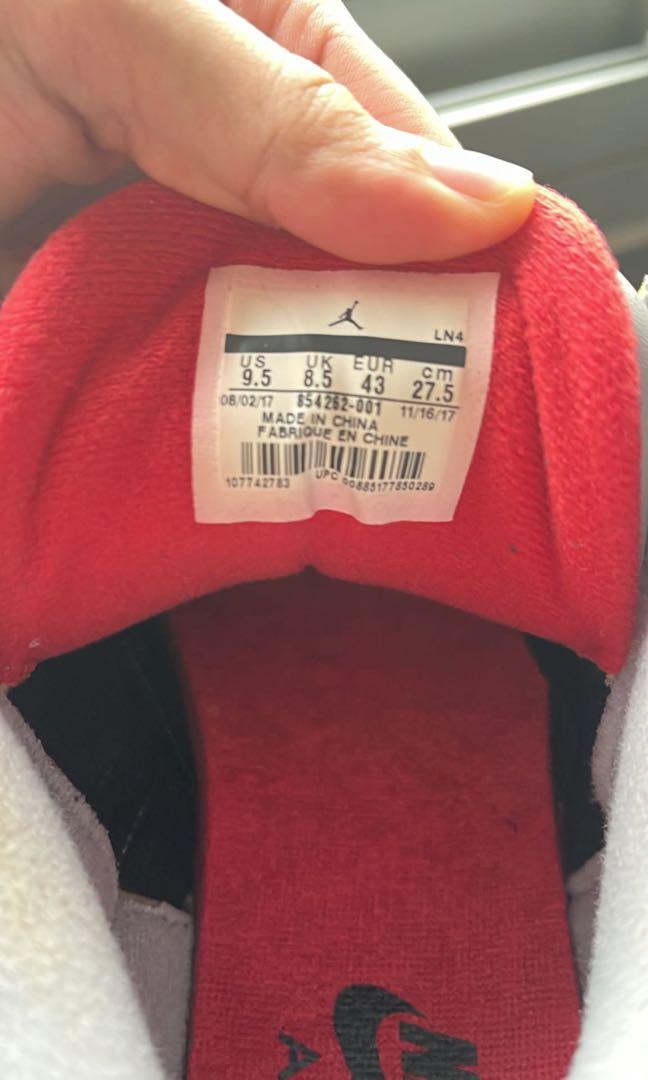 LN4
US UK EUR cm
9.5 8.5 43 27.5
08/02/17 854262-001 11/16/17
MADE IN CHINA
FABRIQUE EN CHINE
107742783 UPC 00885177850289